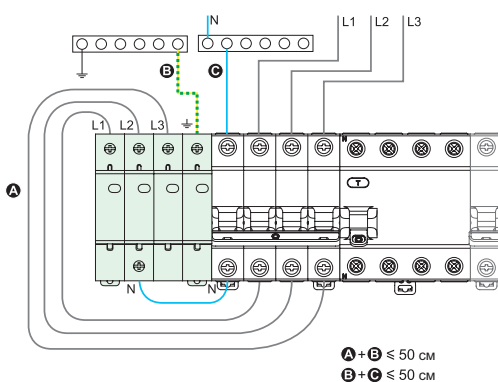 N L1 L2 L3
B C
L1 L2 L3
A
N N
T
N
N
N N
A + B ⩽ 50 см
B + C ⩽ 50 см